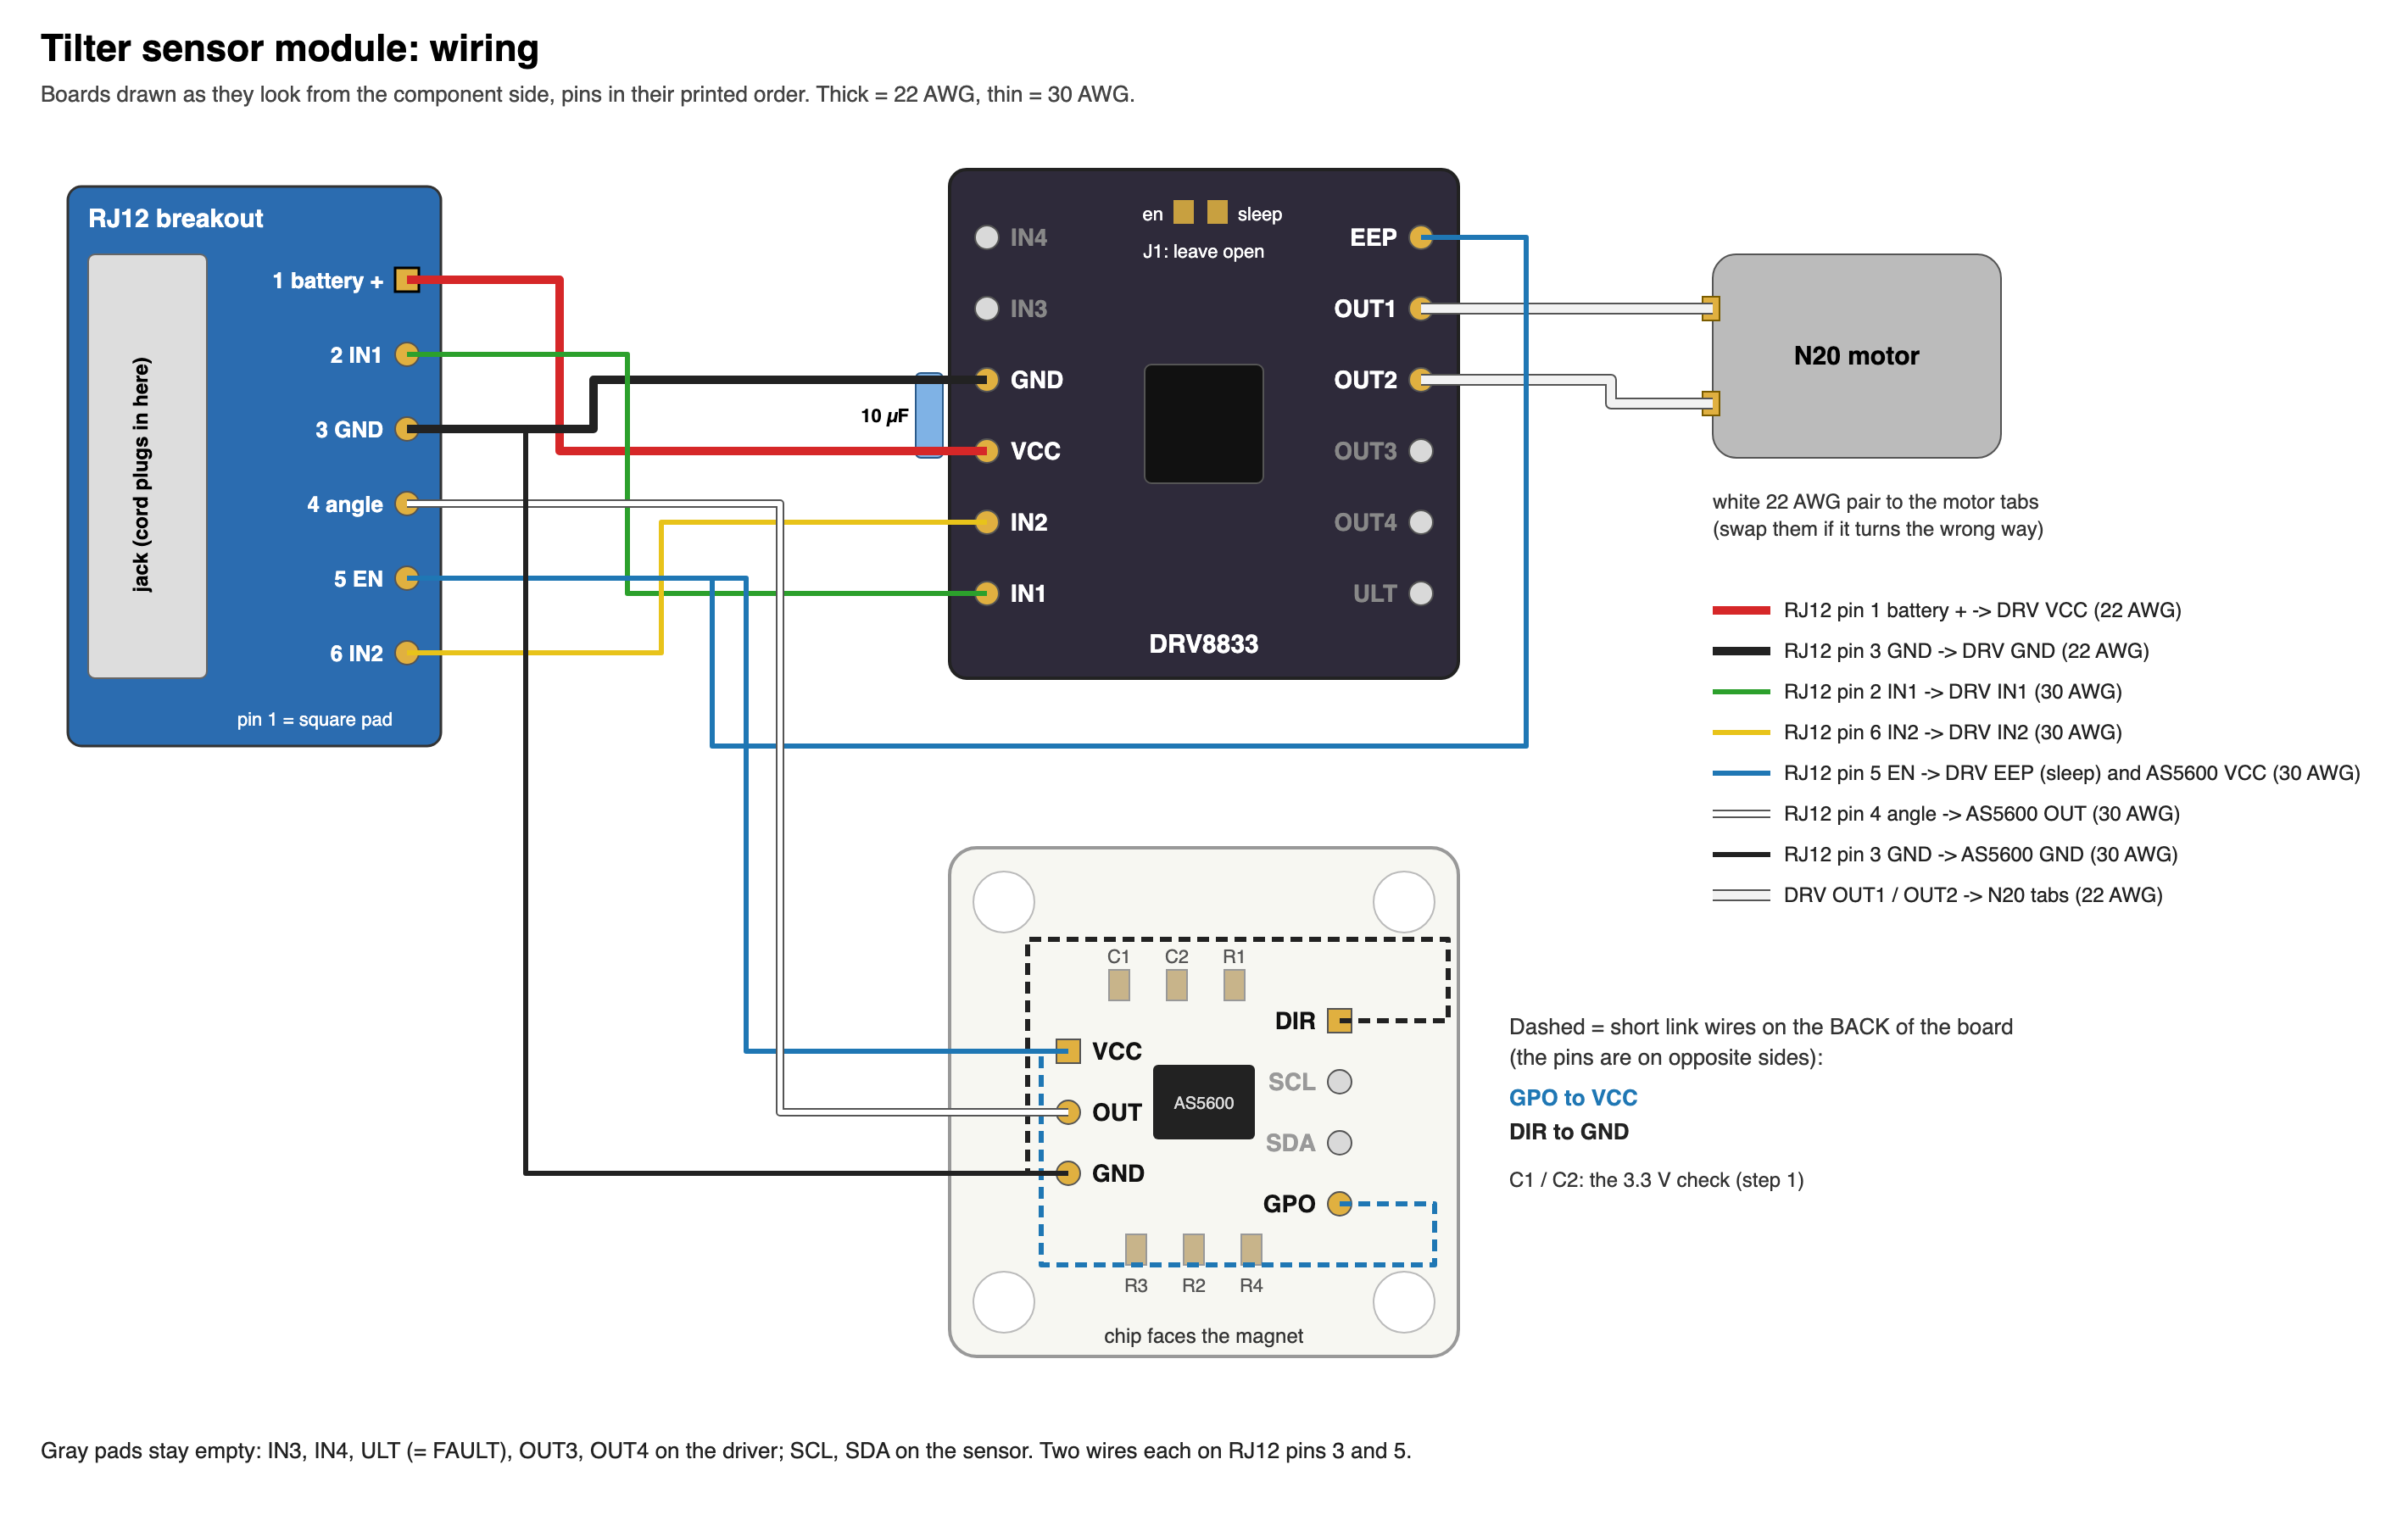 Tilter sensor module: wiring
Boards drawn as they look from the component side, pins in their printed order. Thick = 22 AWG, thin = 30 AWG.
RJ12 breakout
jack (cord plugs in here)
1 battery +
2 IN1
3 GND
4 angle
5 EN
6 IN2
pin 1 = square pad
10 µF
en
sleep
J1: leave open
IN4
IN3
GND
VCC
IN2
IN1
EEP
OUT1
OUT2
OUT3
OUT4
ULT
DRV8833
N20 motor
white 22 AWG pair to the motor tabs
(swap them if it turns the wrong way)
RJ12 pin 1 battery + -> DRV VCC (22 AWG)
RJ12 pin 3 GND -> DRV GND (22 AWG)
RJ12 pin 2 IN1 -> DRV IN1 (30 AWG)
RJ12 pin 6 IN2 -> DRV IN2 (30 AWG)
RJ12 pin 5 EN -> DRV EEP (sleep) and AS5600 VCC (30 AWG)
RJ12 pin 4 angle -> AS5600 OUT (30 AWG)
RJ12 pin 3 GND -> AS5600 GND (30 AWG)
DRV OUT1 / OUT2 -> N20 tabs (22 AWG)
C1
C2
R1
VCC
OUT
GND
AS5600
DIR
SCL
SDA
GPO
R3
R2
R4
chip faces the magnet
Dashed = short link wires on the BACK of the board
(the pins are on opposite sides):
GPO to VCC
DIR to GND
C1 / C2: the 3.3 V check (step 1)
Gray pads stay empty: IN3, IN4, ULT (= FAULT), OUT3, OUT4 on the driver; SCL, SDA on the sensor. Two wires each on RJ12 pins 3 and 5.